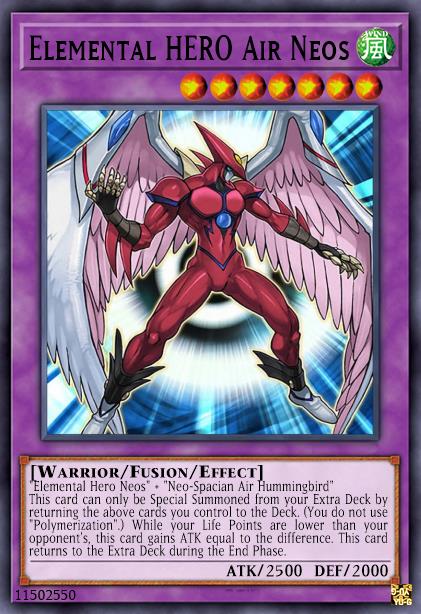 Elemental HERO Air Neos
WIND
風
[Warrior/Fusion/Effect]
"Elemental Hero Neos" + "Neo-Spacian Air Hummingbird"
This card can only be Special Summoned from your Extra Deck by
returning the above cards you control to the Deck. (You do not use
"Polymerization".) While your Life Points are lower than your
opponent's, this card gains ATK equal to the difference. This card
returns to the Extra Deck during the End Phase.
ATK/2500 DEF/2000
11502550